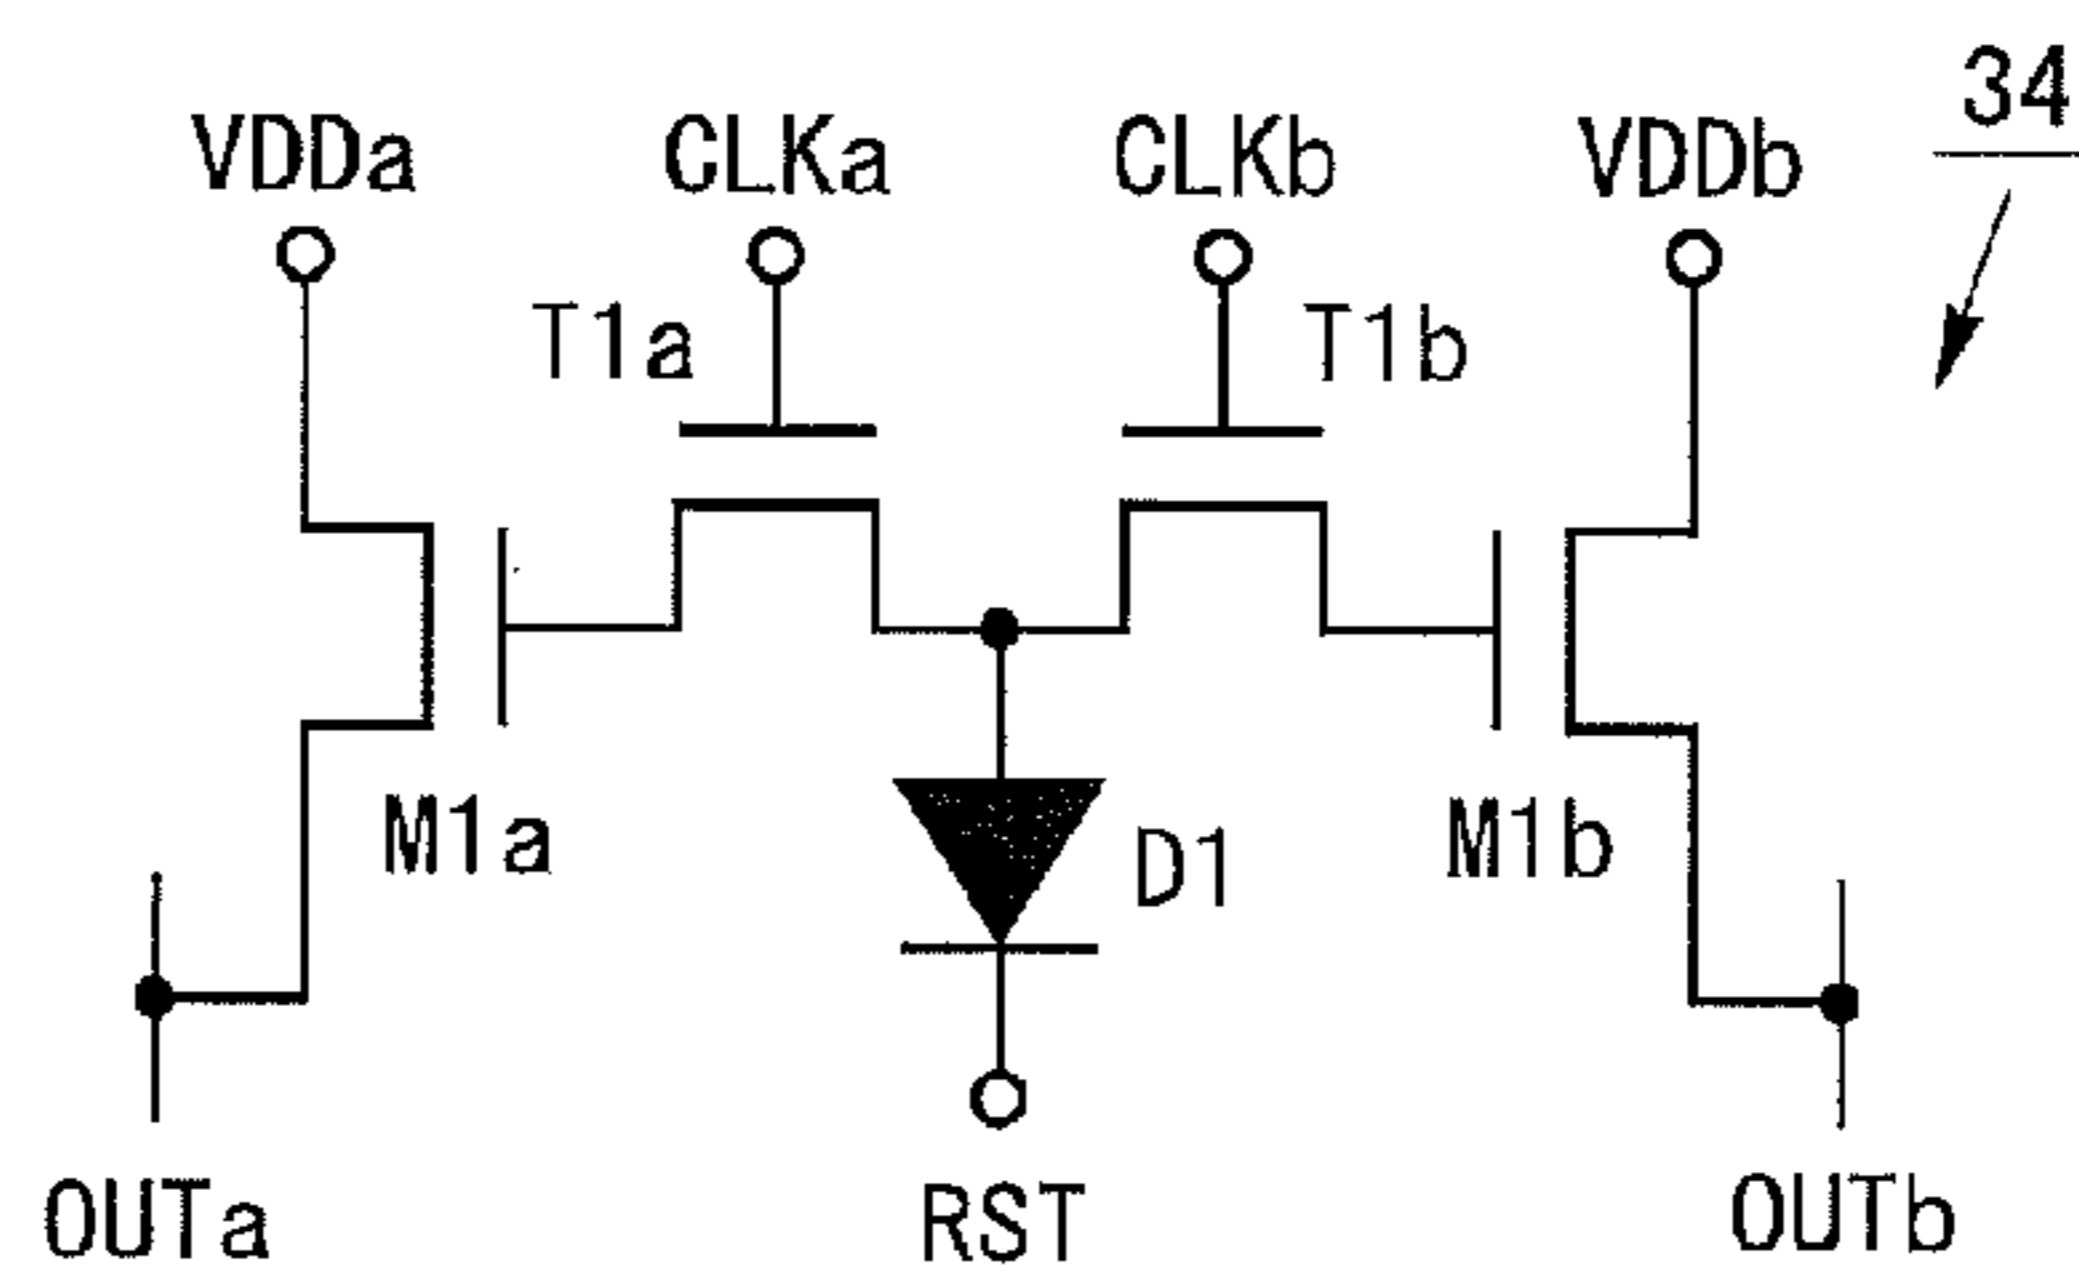 34
VDDa CLKa CLKb VDDb
T1a T1b
M1a D1 M1b
OUTa RST OUTb